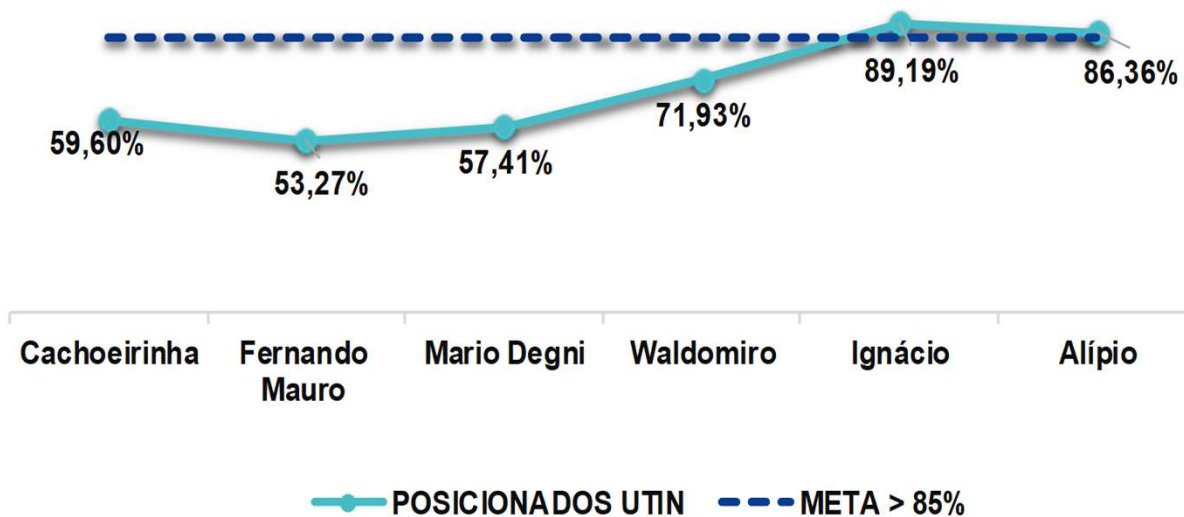 59,60%
53,27%
57,41%
71,93%
89,19%
86,36%
Cachoeirinha
Fernando
Mauro
Mario Degni
Waldomiro
Ignácio
Alípio
POSICIONADOS UTIN
META > 85%